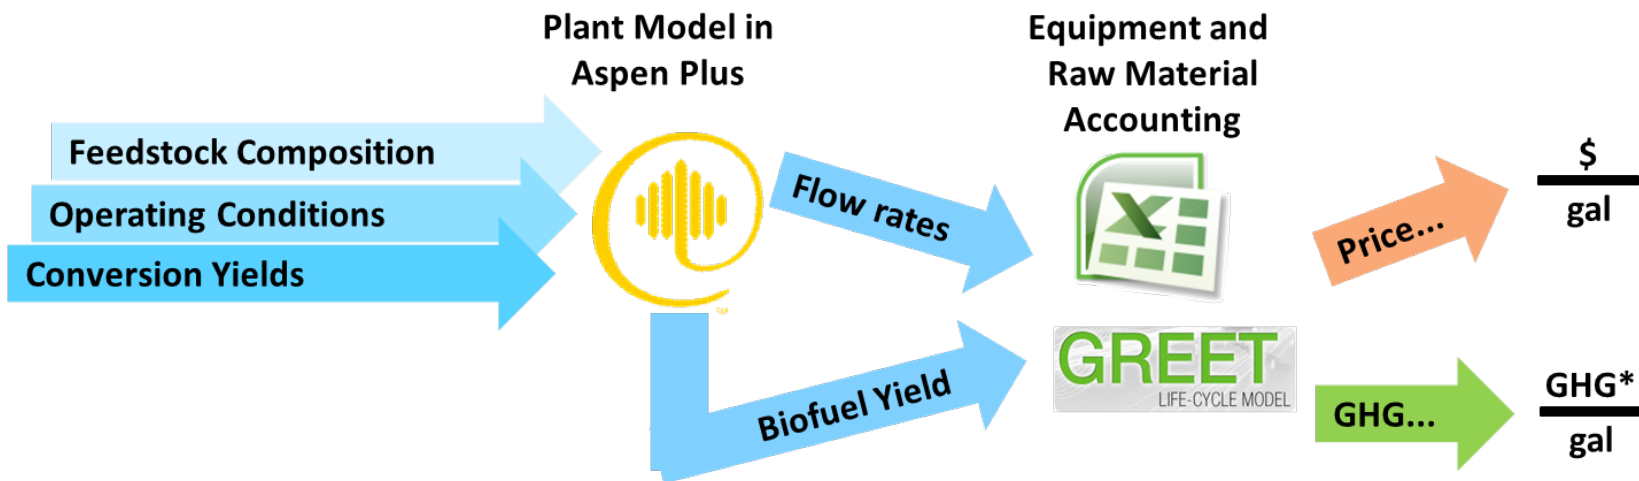 Plant Model in
Aspen Plus
Equipment and
Raw Material
Accounting
Feedstock Composition
Operating Conditions
Conversion Yields
Flow rates
Biofuel Yield
GREET
LIFE-CYCLE MODEL
Price...
$
gal
GHG...
GHG*
gal